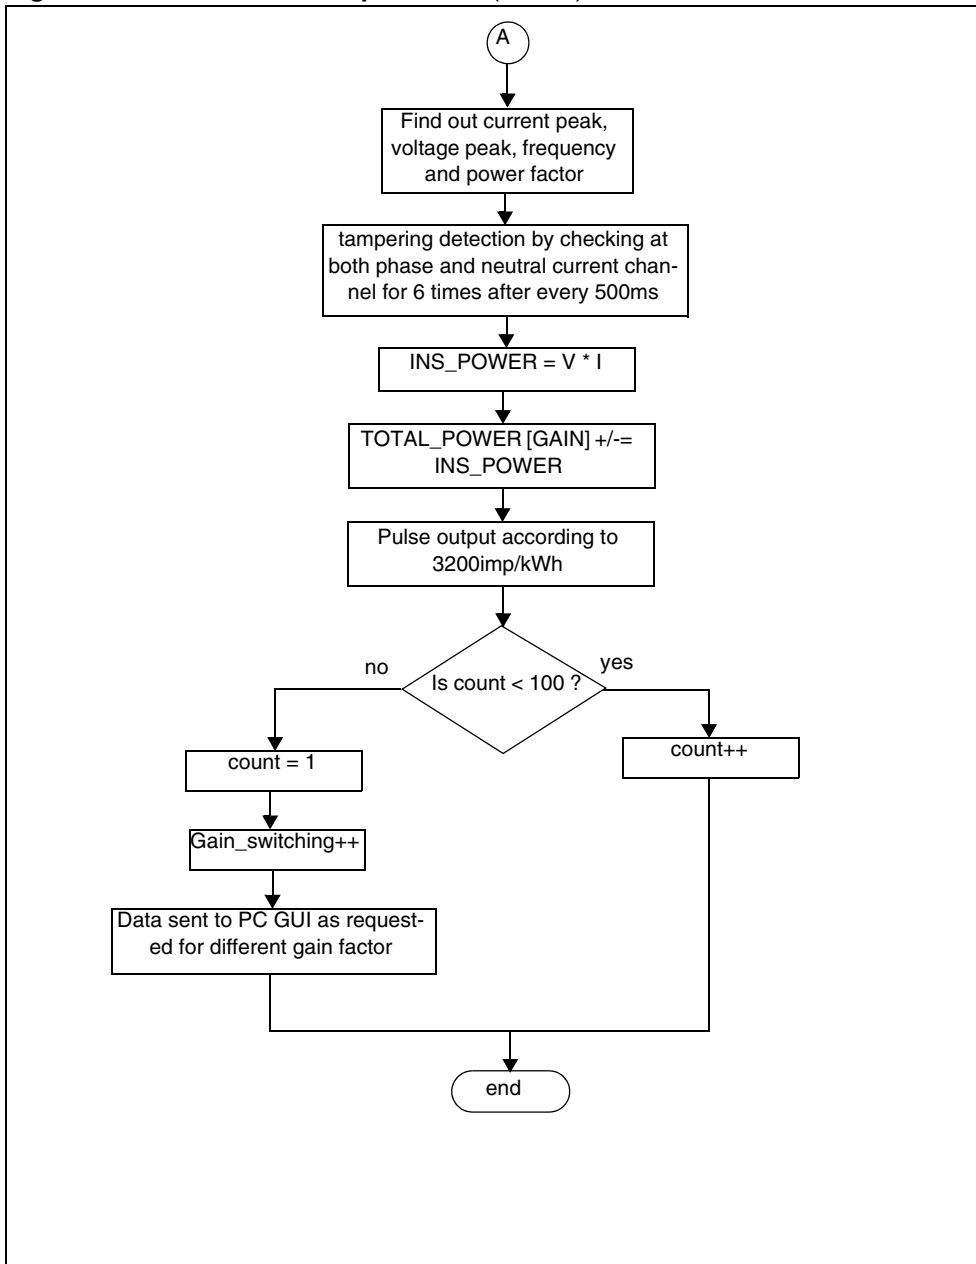 A
Find out current peak,
voltage peak, frequency
and power factor
tampering detection by checking at
both phase and neutral current chan-
nel for 6 times after every 500ms
INS_POWER = V * I
TOTAL_POWER [GAIN] +/-=
INS_POWER
Pulse output according to
3200imp/kWh
Is count < 100 ?
no
yes
count = 1
count++
Gain_switching++
Data sent to PC GUI as request-
ed for different gain factor
end